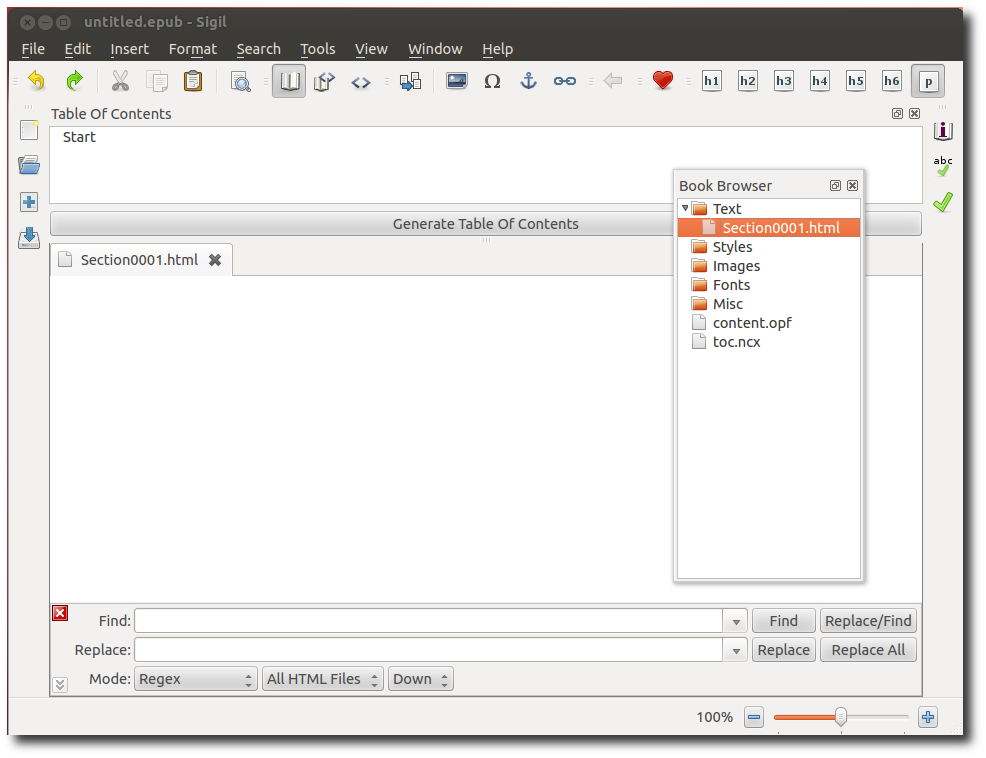 untitled.epub - Sigil
File Edit Insert Format Search Tools View Window Help
Ω h1 h2 h3 h4 h5 h6 p
Table Of Contents
Start
abc
Generate Table Of Contents
Section0001.html
Book Browser
Text
Section0001.html
Styles
Images
Fonts
Misc
content.opf
toc.ncx
Find: Find Replace/Find
Replace: Replace Replace All
Mode: Regex All HTML Files Down
100%